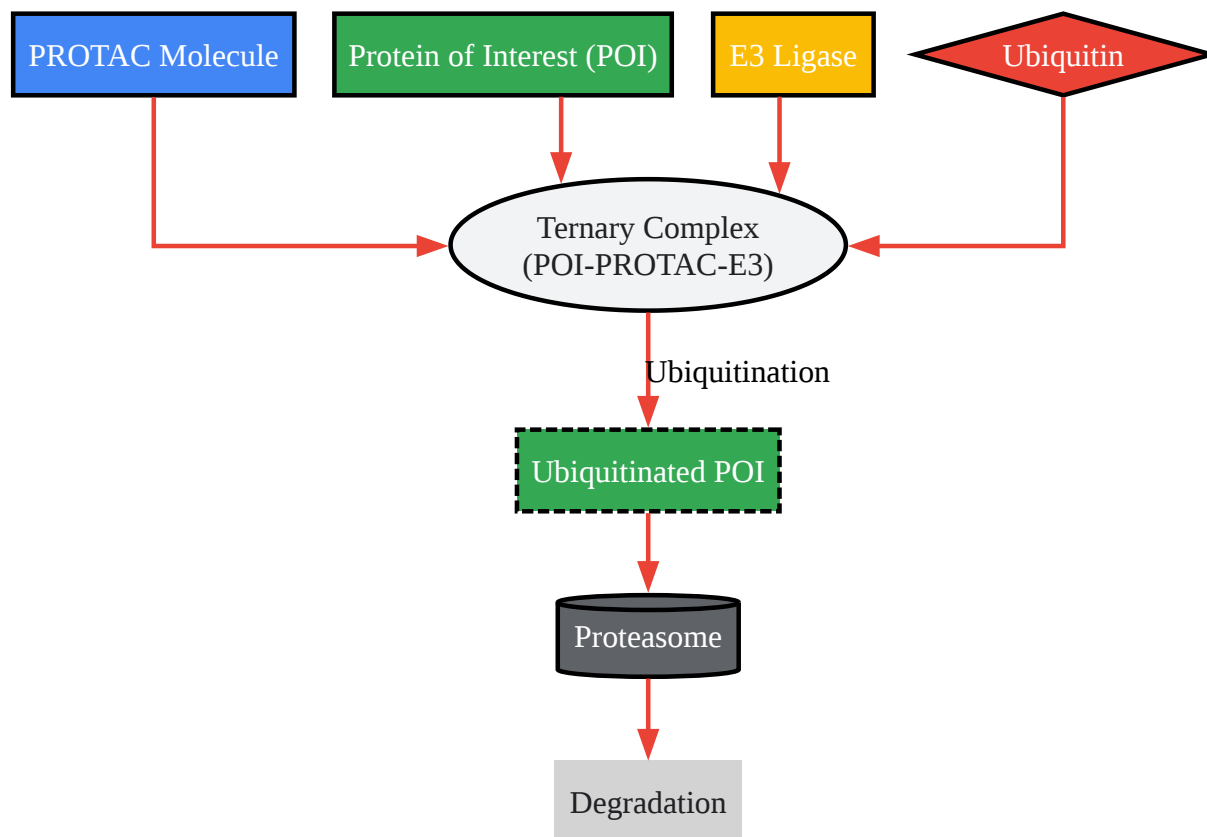 PROTAC Molecule
Protein of Interest (POI)
E3 Ligase
Ubiquitin
Ternary Complex
(POI-PROTAC-E3)
Ubiquitination
Ubiquitinated POI
Proteasome
Degradation